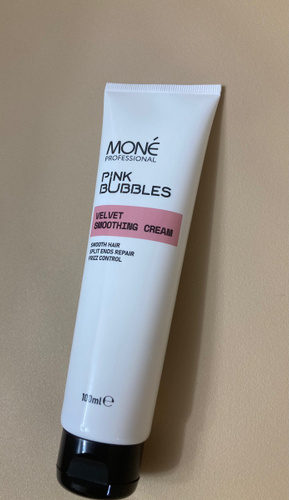 MONÉ
PROFESSIONAL
PINK
BUBBLES
VELVET
SMOOTHING CREAM
SMOOTH HAIR
SPLIT ENDS REPAIR
FRIZZ CONTROL
100ml ℮